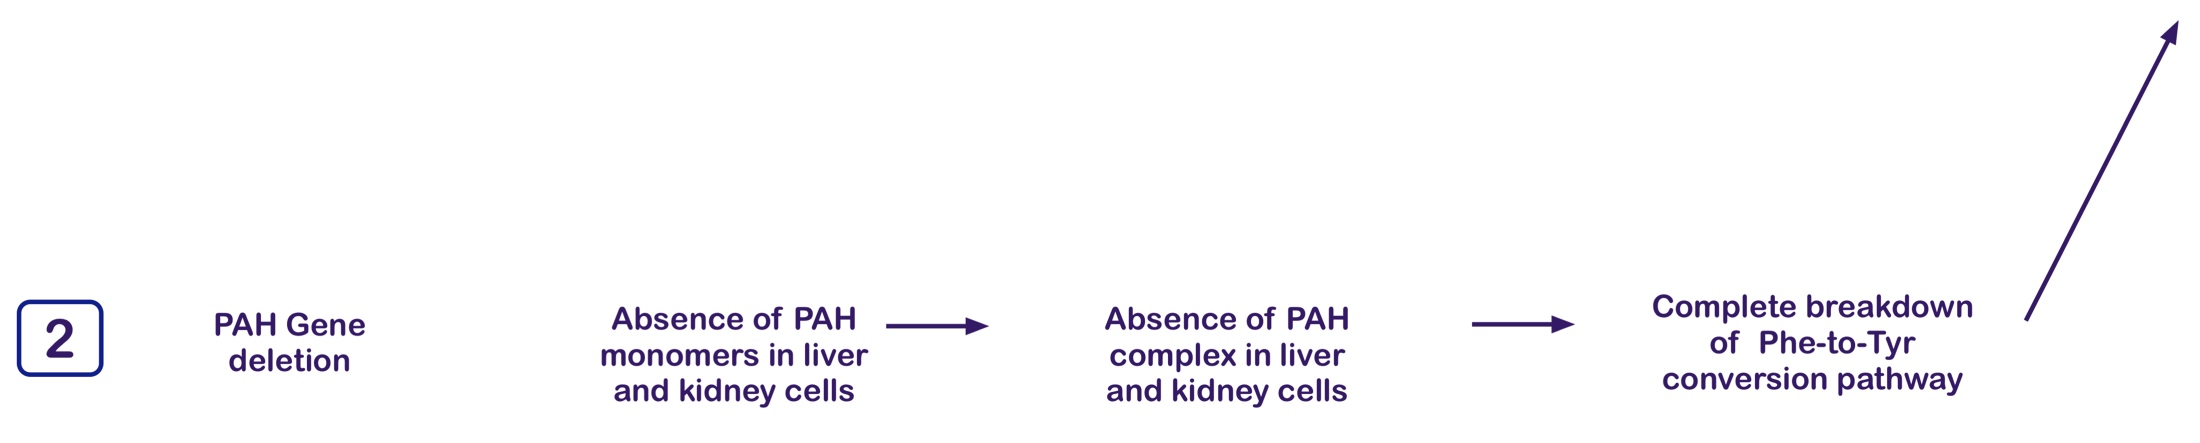 2
PAH Gene
deletion
Absence of PAH
monomers in liver
and kidney cells
Absence of PAH
complex in liver
and kidney cells
Complete breakdown
of Phe-to-Tyr
conversion pathway